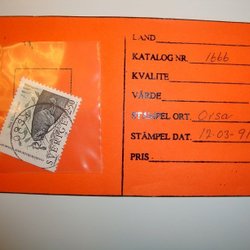 LAND
KATALOG NR. 1666
KVALITE
VÄRDE
STÄMPEL ORT Orsa
STÄMPEL DAT. 12-03-91
PRIS
SVERIGE